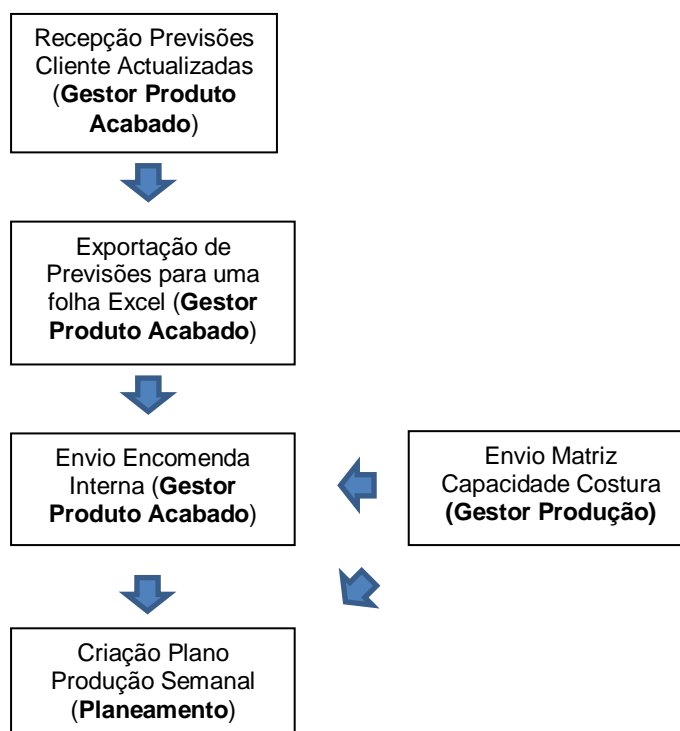 Recepção Previsões
Cliente Actualizadas
(Gestor Produto
Acabado)
Exportação de
Previsões para uma
folha Excel (Gestor
Produto Acabado)
Envio Encomenda
Interna (Gestor
Produto Acabado)
Envio Matriz
Capacidade Costura
(Gestor Produção)
Criação Plano
Produção Semanal
(Planeamento)